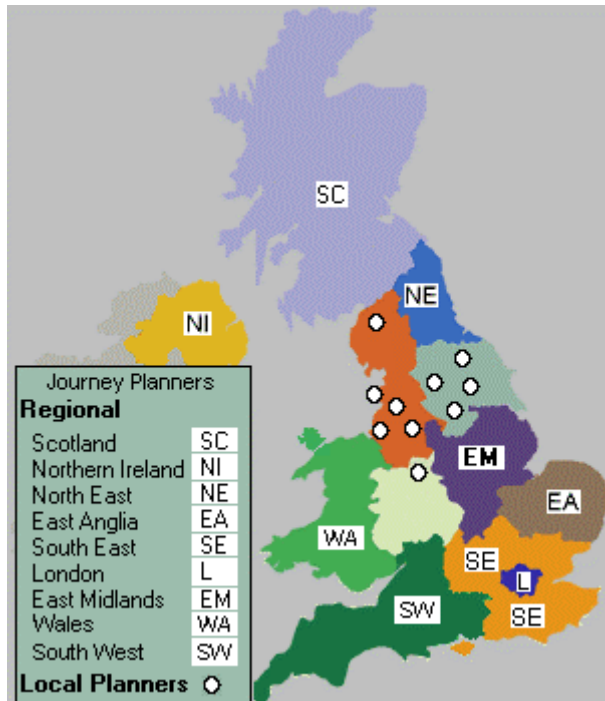 SC
NE
NI
EM
EA
WA
SE
L
SW
SE
Journey Planners
Regional
Scotland SC
Northern Ireland NI
North East NE
East Anglia EA
South East SE
London L
East Midlands EM
Wales WA
South West SW
Local Planners